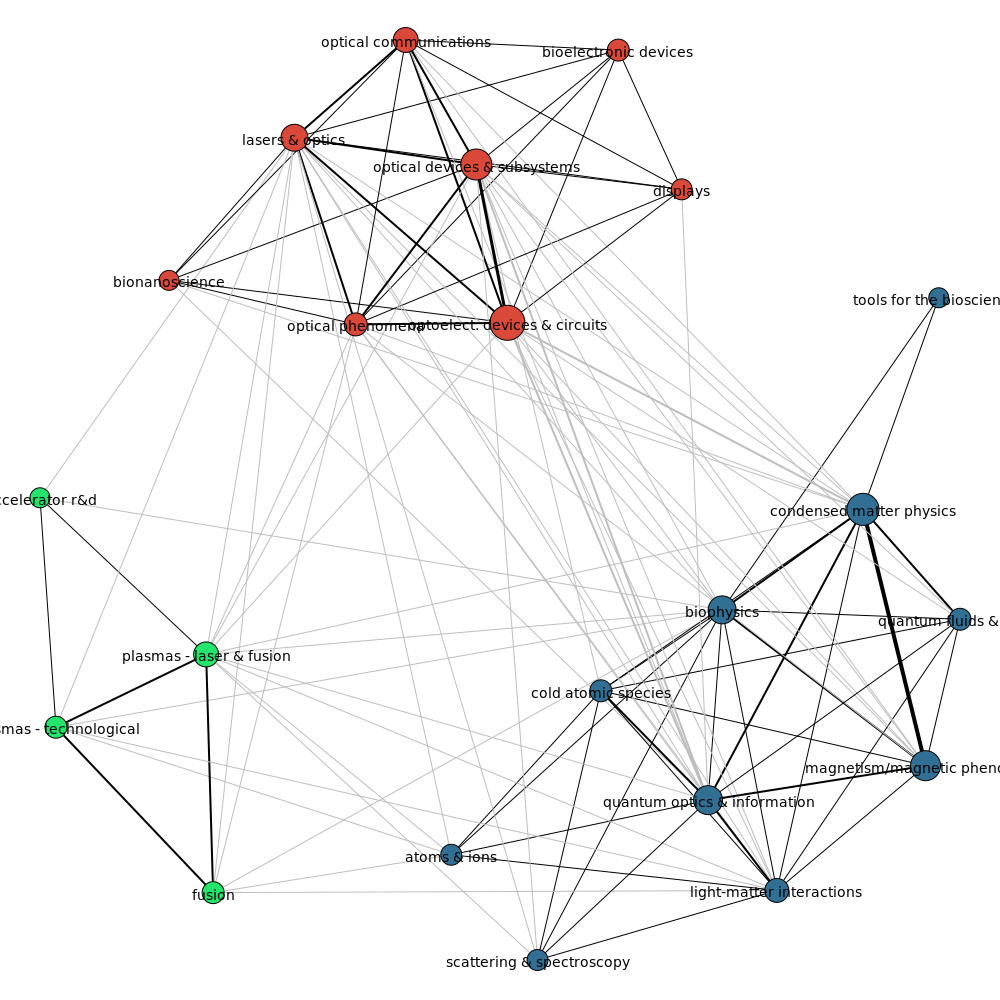 optical communications
bioelectronic devices
lasers & optics
optical devices & subsystems
displays
bionanoscience
tools for the bioscien
optical phenomena
optoelect. devices & circuits
ccelerator r&d
condensed matter physics
biophysics
quantum fluids &
plasmas - laser & fusion
cold atomic species
smas - technological
magnetism/magnetic pheno
quantum optics & information
atoms & ions
fusion
light-matter interactions
scattering & spectroscopy